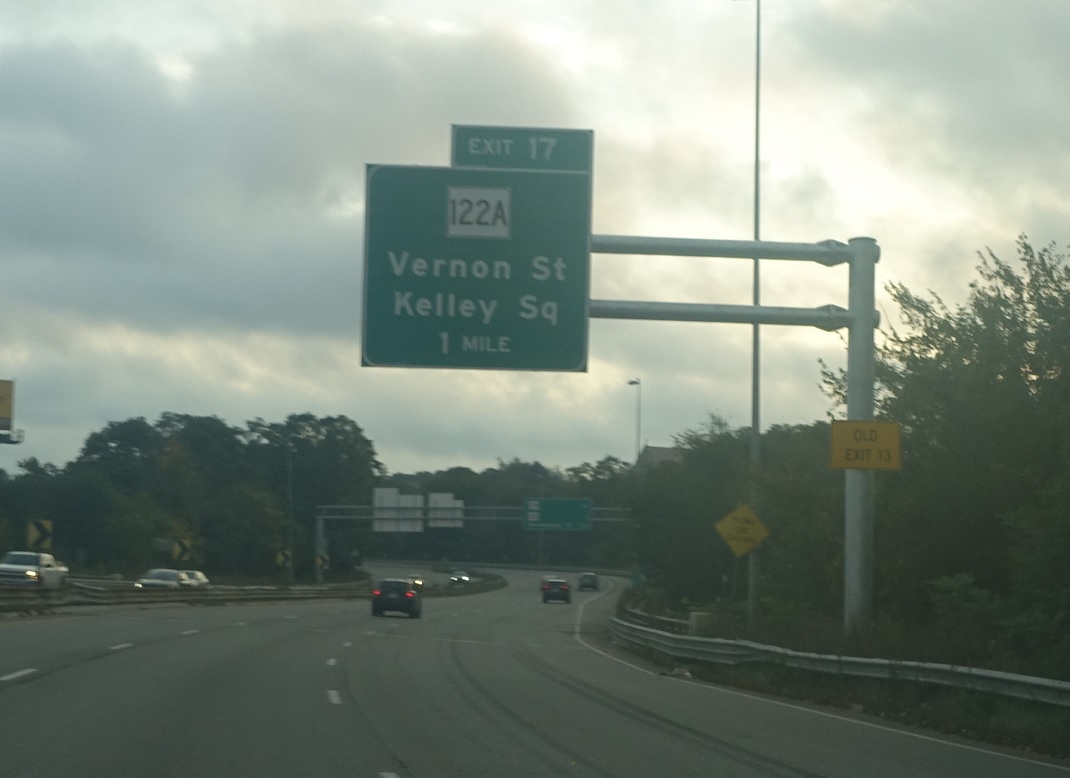 EXIT 17
122A
Vernon St
Kelley Sq
1 MILE
OLD
EXIT 13